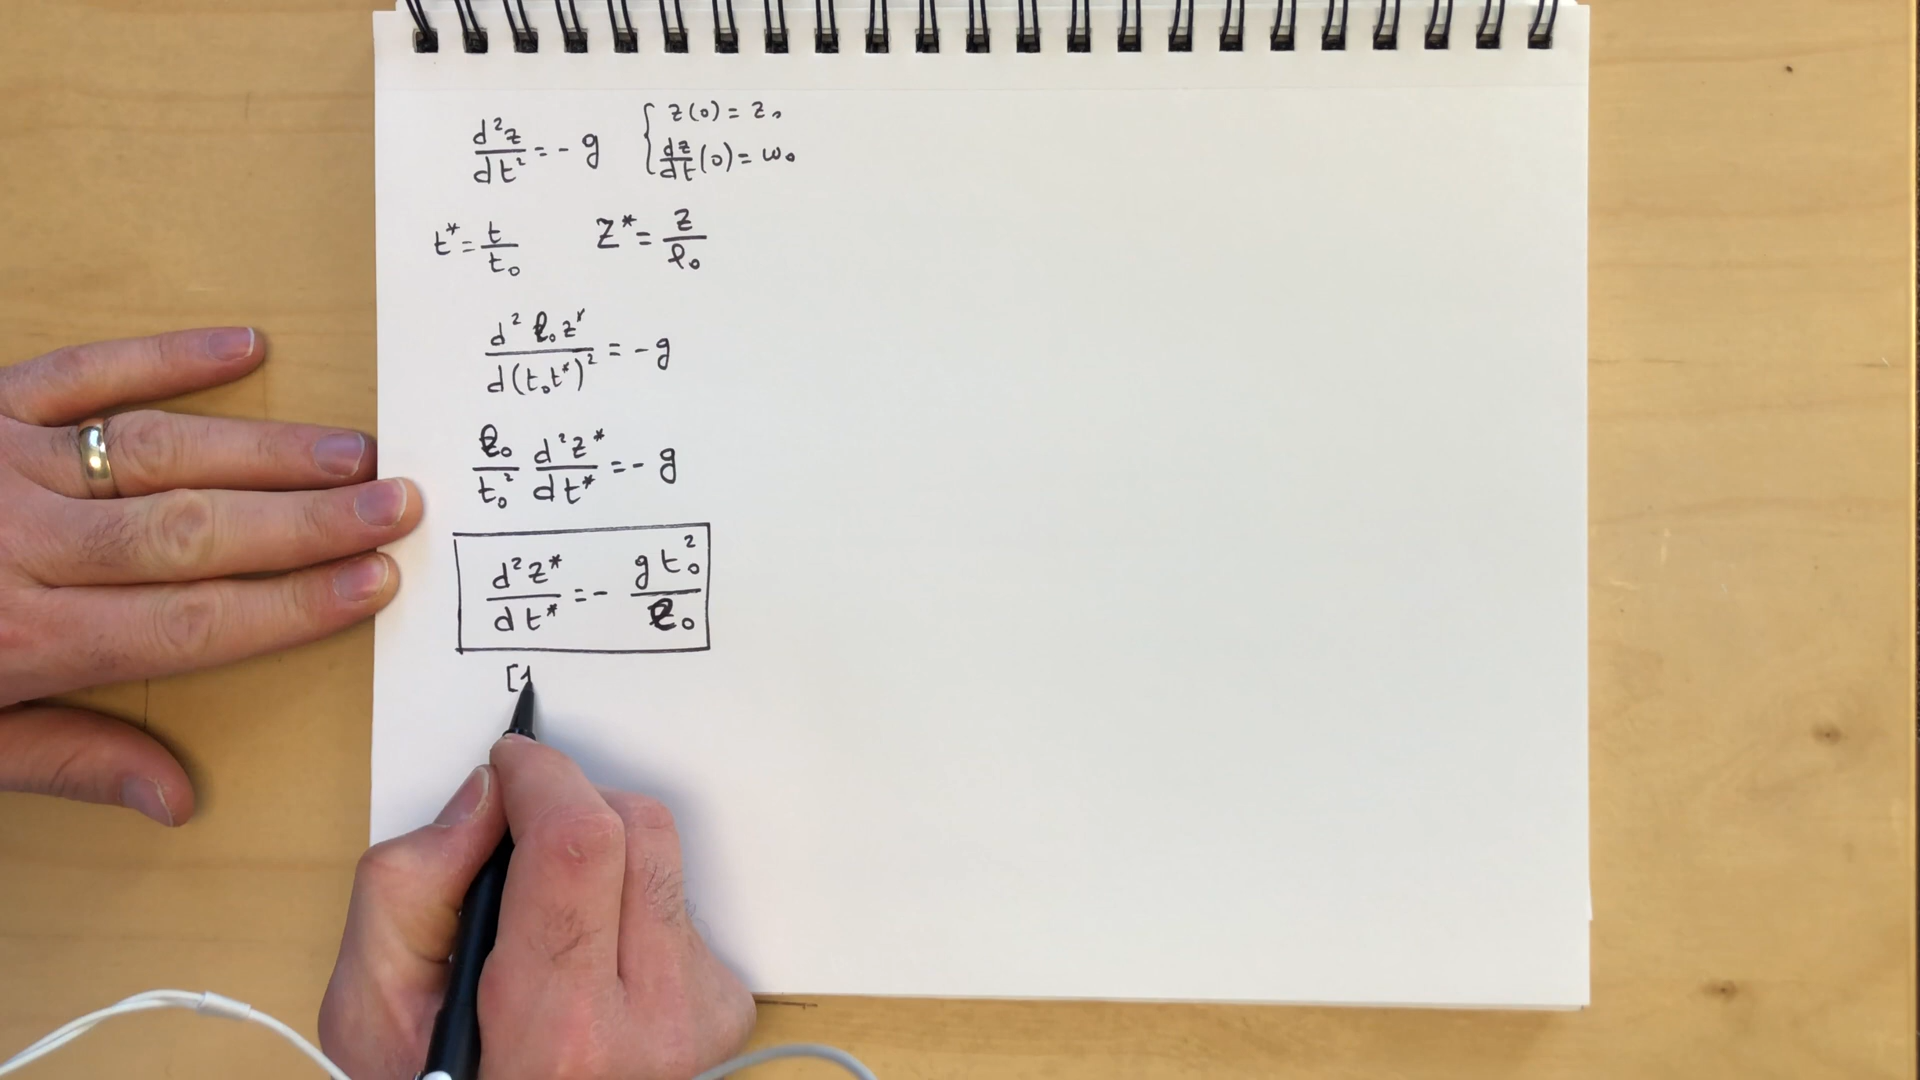 d²z/dt² = - g { z(0) = z₀
dz/dt(0) = w₀
t* = t/t₀ z* = z/ℓ₀
d² ℓ₀z*/d(t₀t*)² = - g
ℓ₀/t₀² d²z*/dt* = - g
d²z*/dt* = - g t₀²/ℓ₀
[1